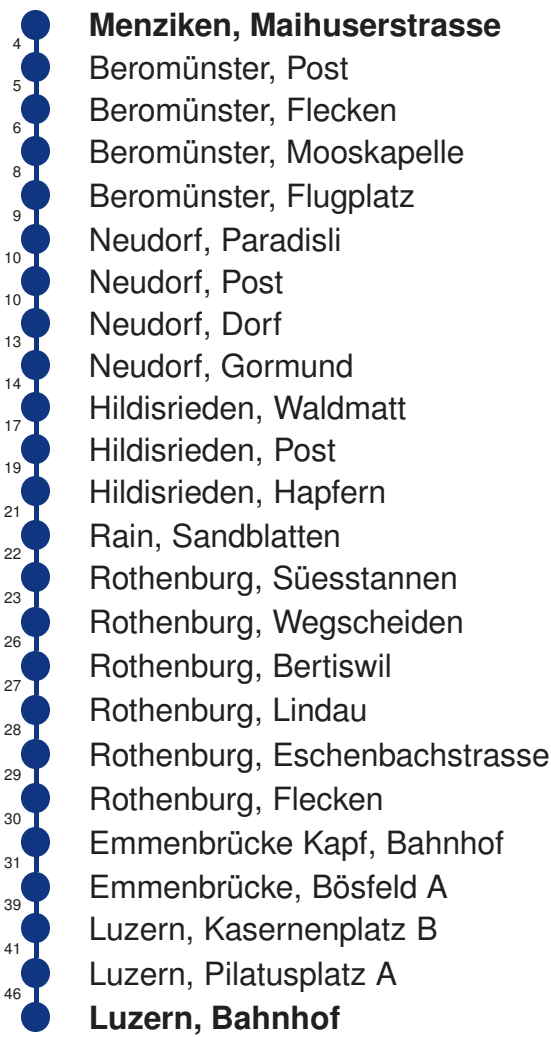 Menziken, Maihuserstrasse
4
Beromünster, Post
5
Beromünster, Flecken
6
Beromünster, Mooskapelle
8
Beromünster, Flugplatz
9
Neudorf, Paradisli
10
Neudorf, Post
10
Neudorf, Dorf
13
Neudorf, Gormund
14
Hildisrieden, Waldmatt
17
Hildisrieden, Post
19
Hildisrieden, Hapfern
21
Rain, Sandblatten
22
Rothenburg, Süesstannen
23
Rothenburg, Wegscheiden
26
Rothenburg, Bertiswil
27
Rothenburg, Lindau
28
Rothenburg, Eschenbachstrasse
29
Rothenburg, Flecken
30
Emmenbrücke Kapf, Bahnhof
31
Emmenbrücke, Bösfeld A
39
Luzern, Kasernenplatz B
41
Luzern, Pilatusplatz A
46
Luzern, Bahnhof